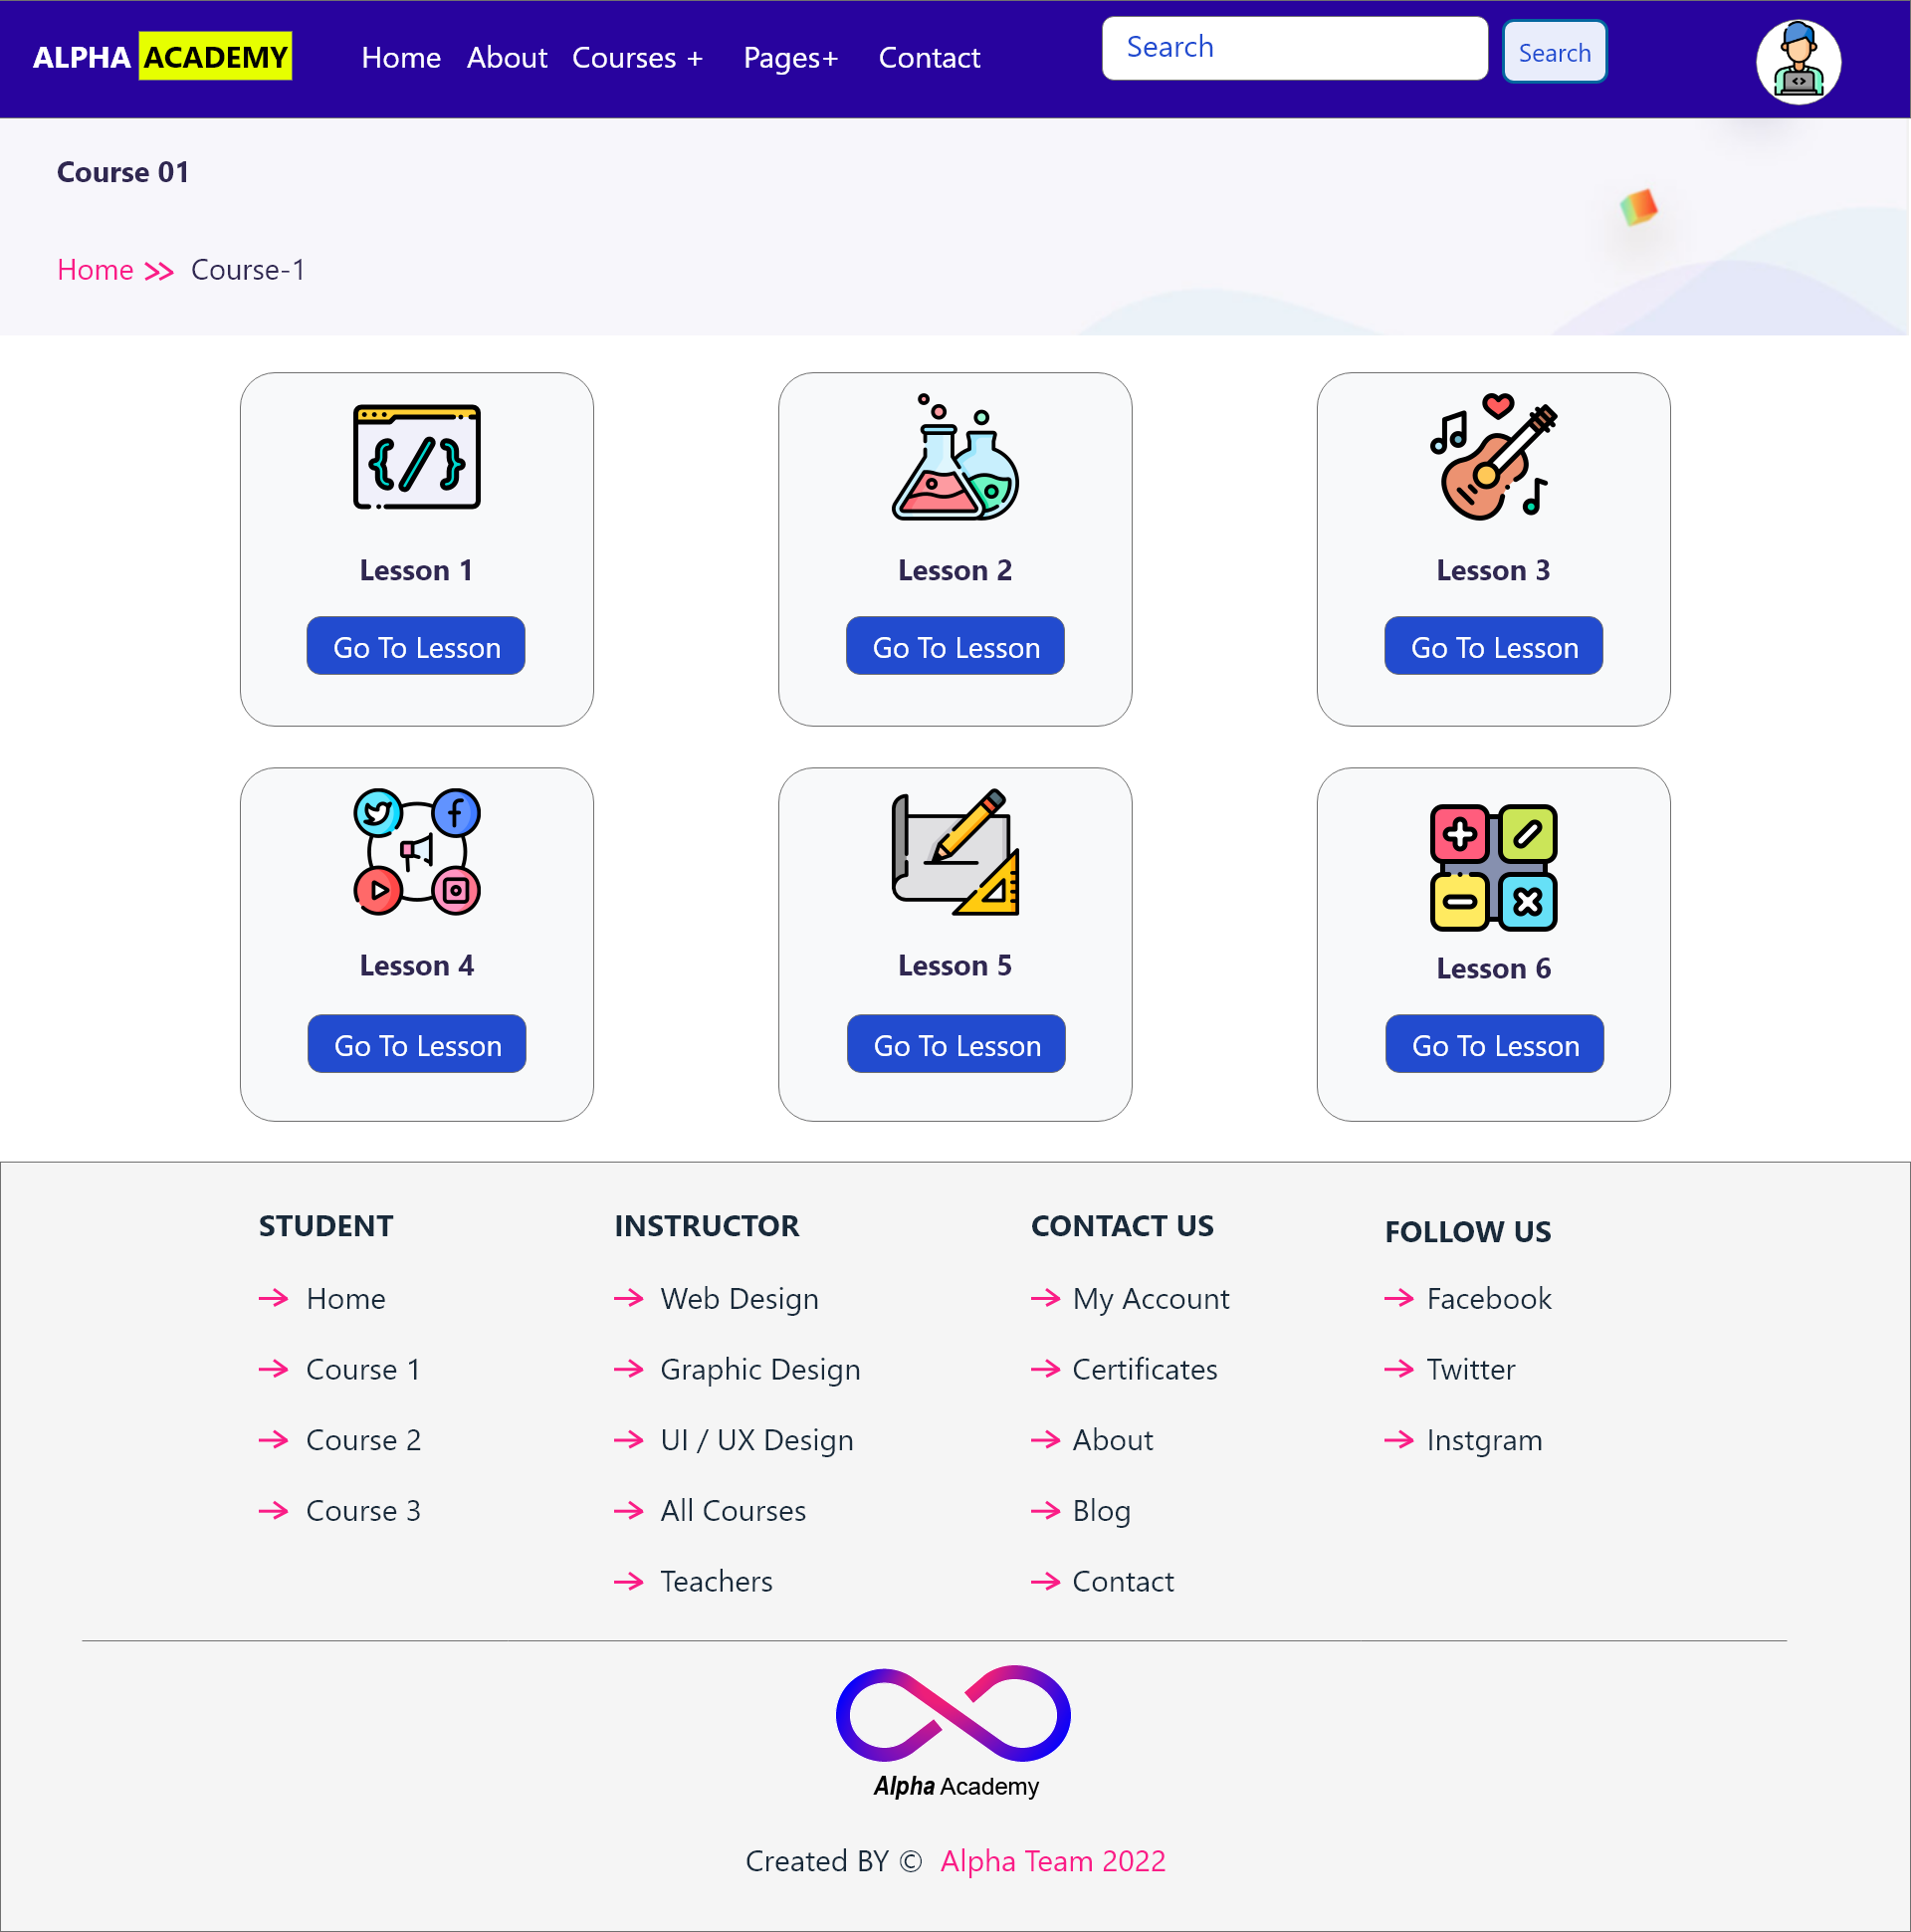 ALPHA ACADEMY Home About Courses + Pages+ Contact Search Search
Course 01
Home >> Course-1
Lesson 1 Lesson 2 Lesson 3
Go To Lesson Go To Lesson Go To Lesson
Lesson 4 Lesson 5 Lesson 6
Go To Lesson Go To Lesson Go To Lesson
STUDENT INSTRUCTOR CONTACT US FOLLOW US
Home Web Design My Account Facebook
Course 1 Graphic Design Certificates Twitter
Course 2 UI / UX Design About Instgram
Course 3 All Courses Blog
Teachers Contact
Alpha Academy
Created BY © Alpha Team 2022